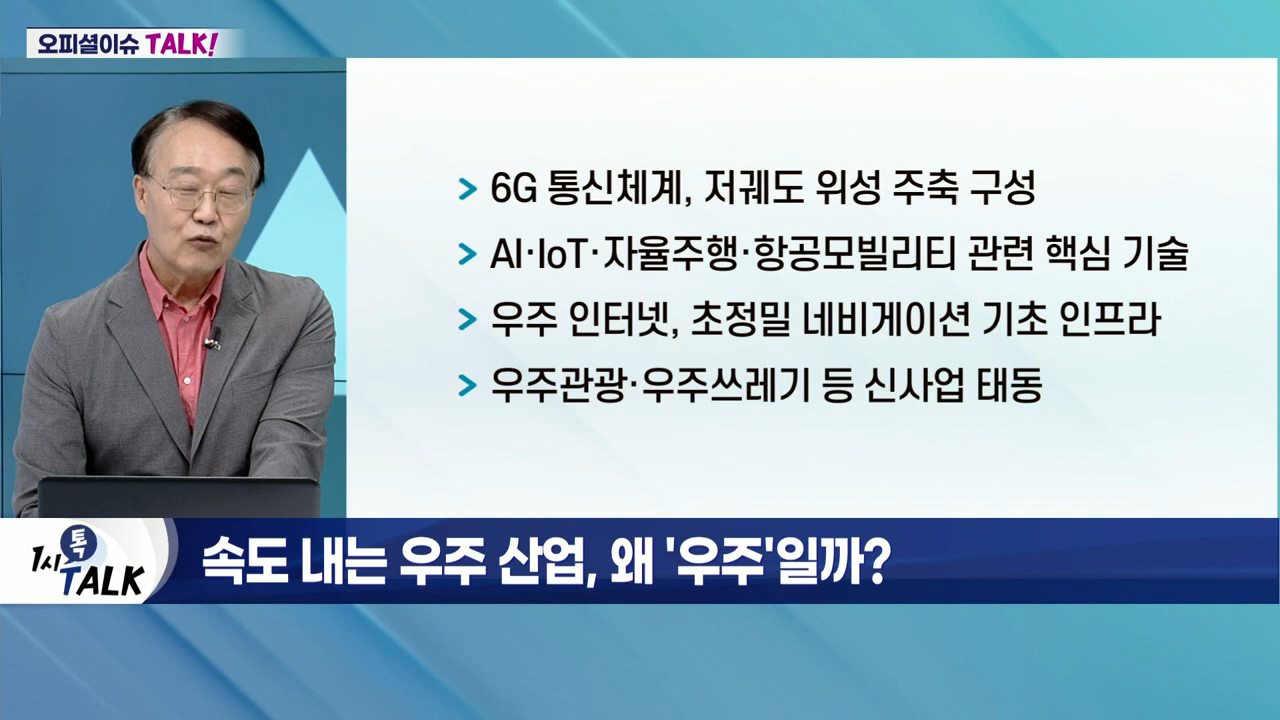 오피셜이슈 TALK!
> 6G 통신체계, 저궤도 위성 주축 구성
> AI·IoT·자율주행·항공모빌리티 관련 핵심 기술
> 우주 인터넷, 초정밀 네비게이션 기초 인프라
> 우주관광·우주쓰레기 등 신사업 태동
1시 톡 TALK
속도 내는 우주 산업, 왜 '우주'일까?